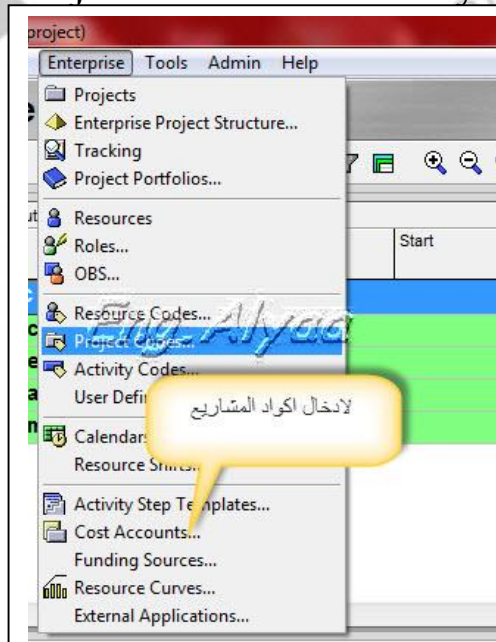 project)
Enterprise Tools Admin Help
Projects
Enterprise Project Structure...
Tracking
Project Portfolios...
Resources
Roles...
OBS...
Start
Resource Codes...
Eng. Alyaa
Project Codes...
Activity Codes...
User Defi
لادخال اكواد المشاريع
Calendars
Resource Shifts...
Activity Step Templates...
Cost Accounts...
Funding Sources...
Resource Curves...
External Applications...